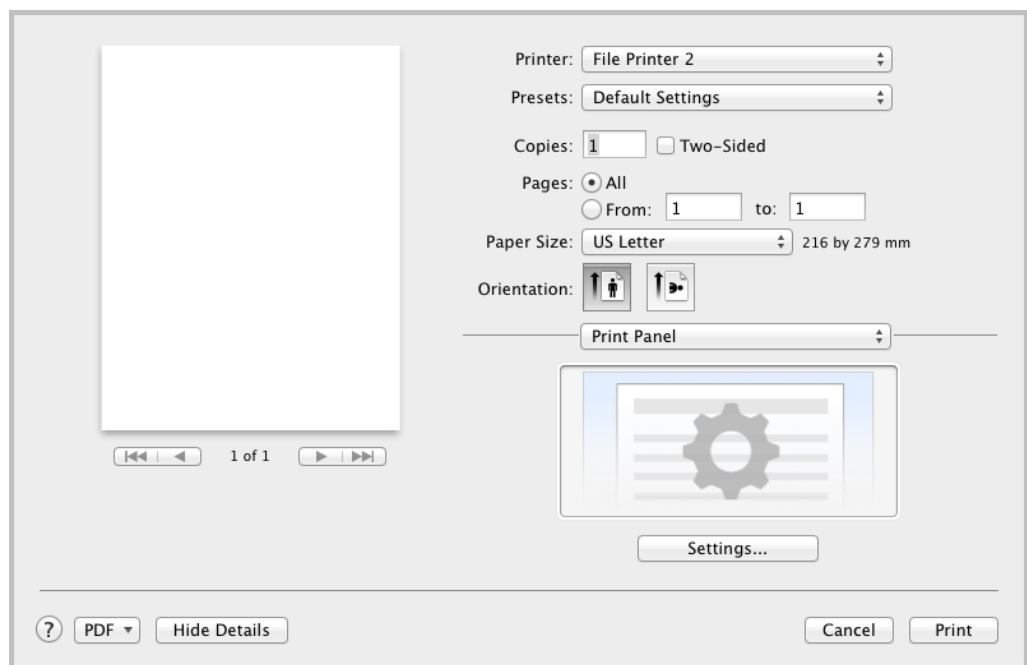 Printer: File Printer 2
Presets: Default Settings
Copies: 1 Two-Sided
Pages: All
From: 1 to: 1
Paper Size: US Letter 216 by 279 mm
Orientation:
Print Panel
1 of 1
Settings...
? PDF Hide Details Cancel Print